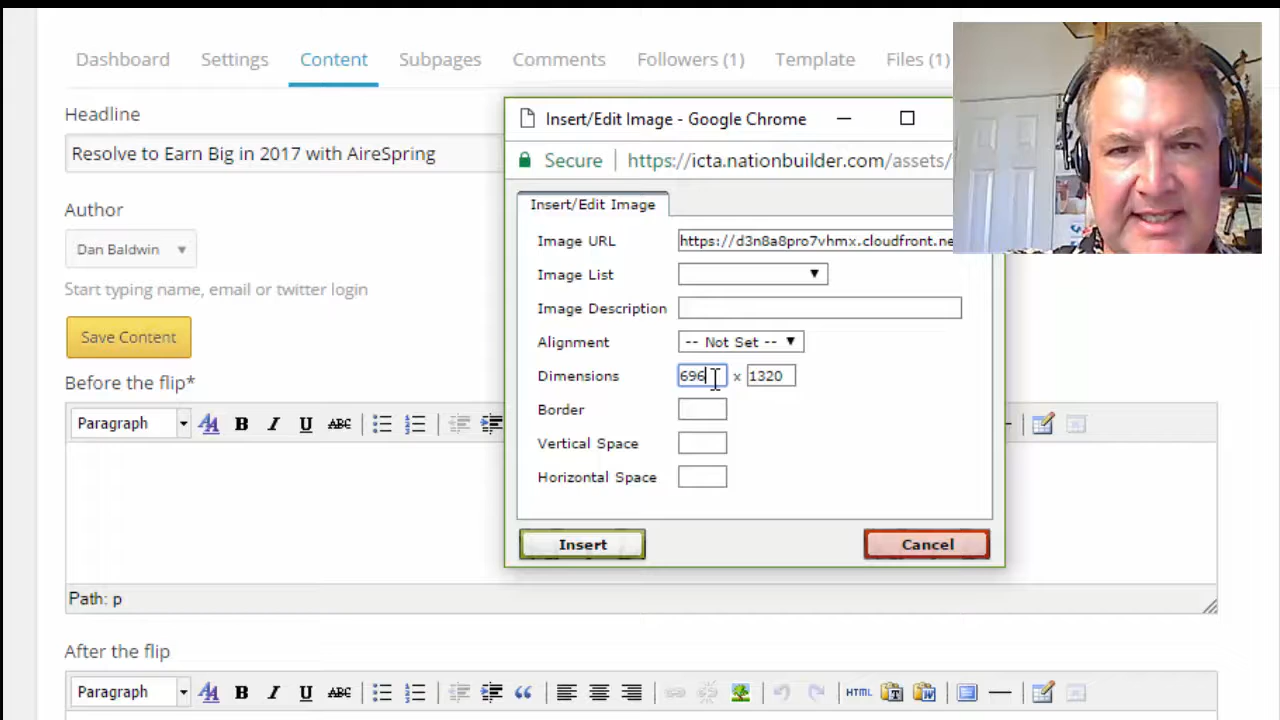 Dashboard Settings Content Subpages Comments Followers (1) Template Files (1)
Headline
Resolve to Earn Big in 2017 with AireSpring
Author
Dan Baldwin ▼
Start typing name, email or twitter login
Save Content
Before the flip*
Paragraph B I U ABC
Path: p
After the flip
Paragraph B I U ABC HTML T W
Insert/Edit Image - Google Chrome
Secure https://icta.nationbuilder.com/assets/
Insert/Edit Image
Image URL https://d3n8a8pro7vhmx.cloudfront.ne
Image List
Image Description
Alignment -- Not Set --
Dimensions 696 x 1320
Border
Vertical Space
Horizontal Space
Insert Cancel